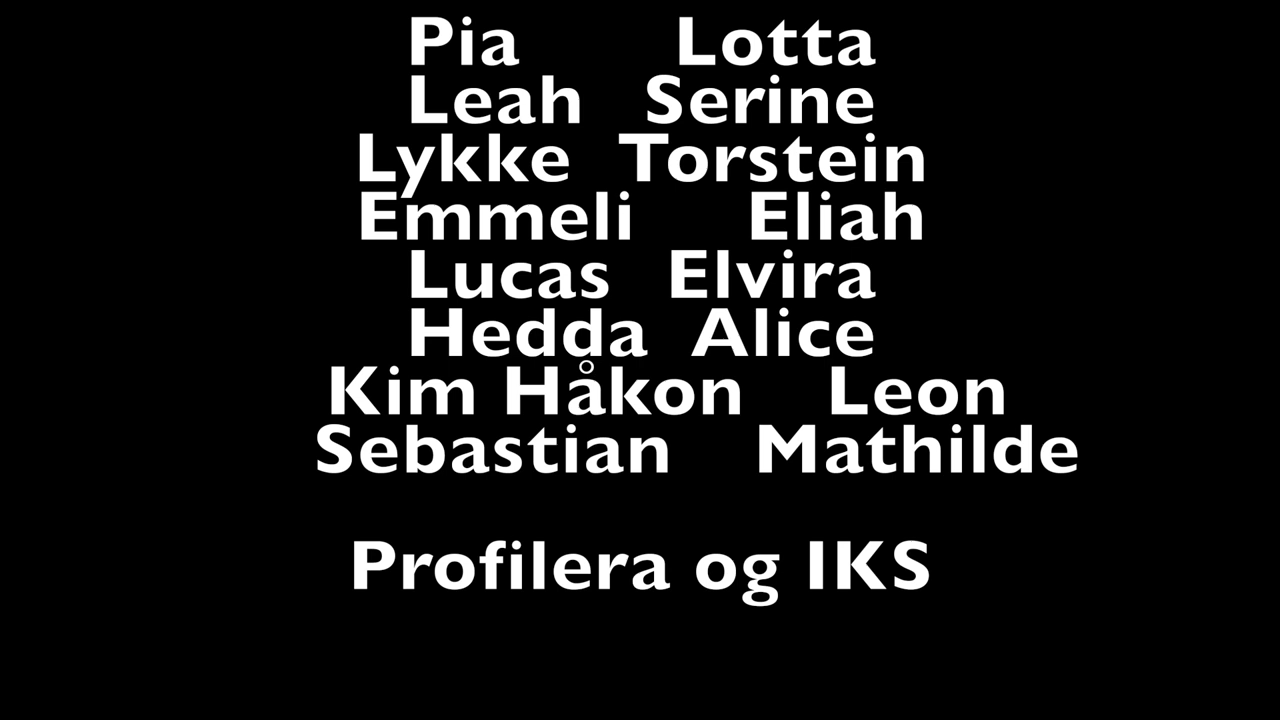 Pia Lotta
Leah Serine
Lykke Torstein
Emmeli Eliah
Lucas Elvira
Hedda Alice
Kim Håkon Leon
Sebastian Mathilde
Profilera og IKS